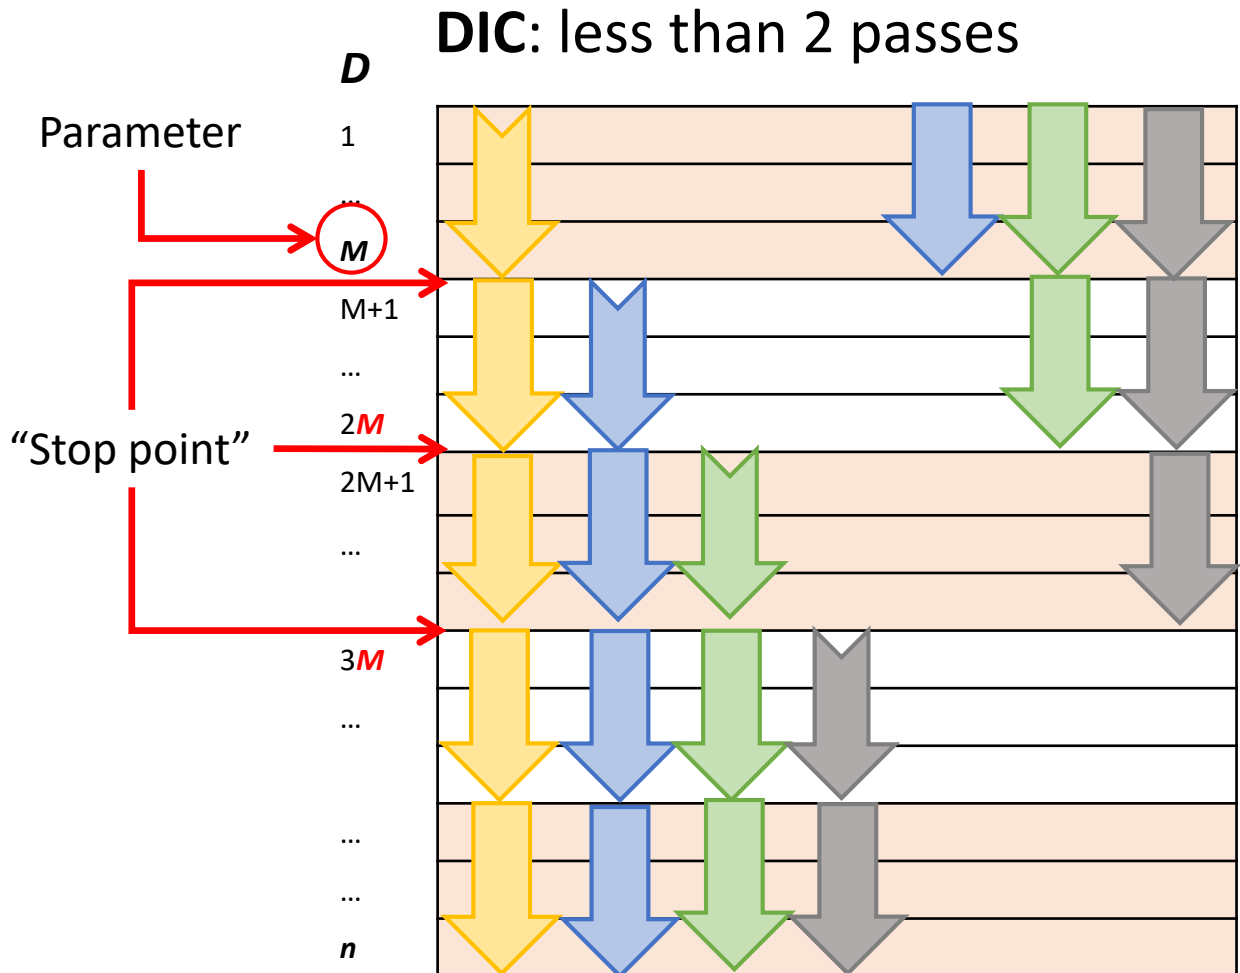 DIC: less than 2 passes
D
Parameter
1
...
M
M+1
...
2M
“Stop point”
2M+1
...
3M
...
...
...
n